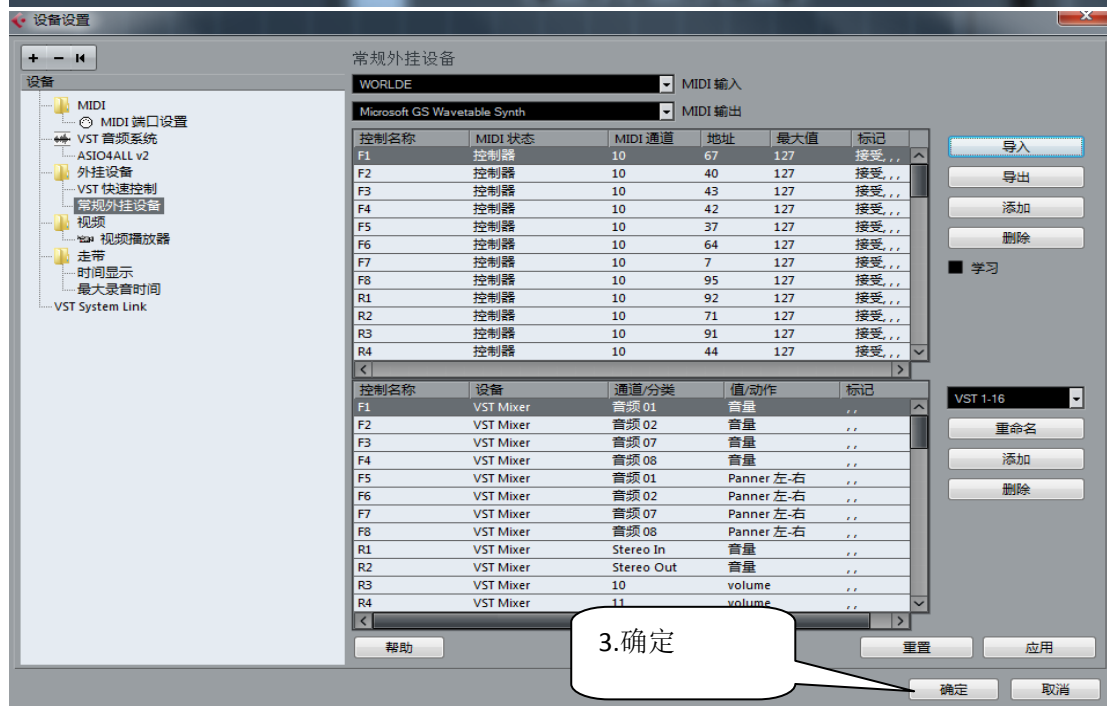 设备设置
+ - I◀
设备
MIDI
MIDI 端口设置
VST 音频系统
ASIO4ALL v2
外挂设备
VST 快速控制
常规外挂设备
视频
视频播放器
走带
时间显示
最大录音时间
VST System Link
常规外挂设备
WORLDE MIDI 输入
Microsoft GS Wavetable Synth MIDI 输出
控制名称 MIDI 状态 MIDI 通道 地址 最大值 标记
F1 控制器 10 67 127 接受, , ,
F2 控制器 10 40 127 接受, , ,
F3 控制器 10 43 127 接受, , ,
F4 控制器 10 42 127 接受, , ,
F5 控制器 10 37 127 接受, , ,
F6 控制器 10 64 127 接受, , ,
F7 控制器 10 7 127 接受, , ,
F8 控制器 10 95 127 接受, , ,
R1 控制器 10 92 127 接受, , ,
R2 控制器 10 71 127 接受, , ,
R3 控制器 10 91 127 接受, , ,
R4 控制器 10 44 127 接受, , ,
导入
导出
添加
删除
学习
控制名称 设备 通道/分类 值/动作 标记
F1 VST Mixer 音频 01 音量 , ,
F2 VST Mixer 音频 02 音量 , ,
F3 VST Mixer 音频 07 音量 , ,
F4 VST Mixer 音频 08 音量 , ,
F5 VST Mixer 音频 01 Panner 左-右 , ,
F6 VST Mixer 音频 02 Panner 左-右 , ,
F7 VST Mixer 音频 07 Panner 左-右 , ,
F8 VST Mixer 音频 08 Panner 左-右 , ,
R1 VST Mixer Stereo In 音量 , ,
R2 VST Mixer Stereo Out 音量 , ,
R3 VST Mixer 10 volume , ,
R4 VST Mixer 11 volume , ,
VST 1-16
重命名
添加
删除
3.确定
帮助 重置 应用
确定 取消